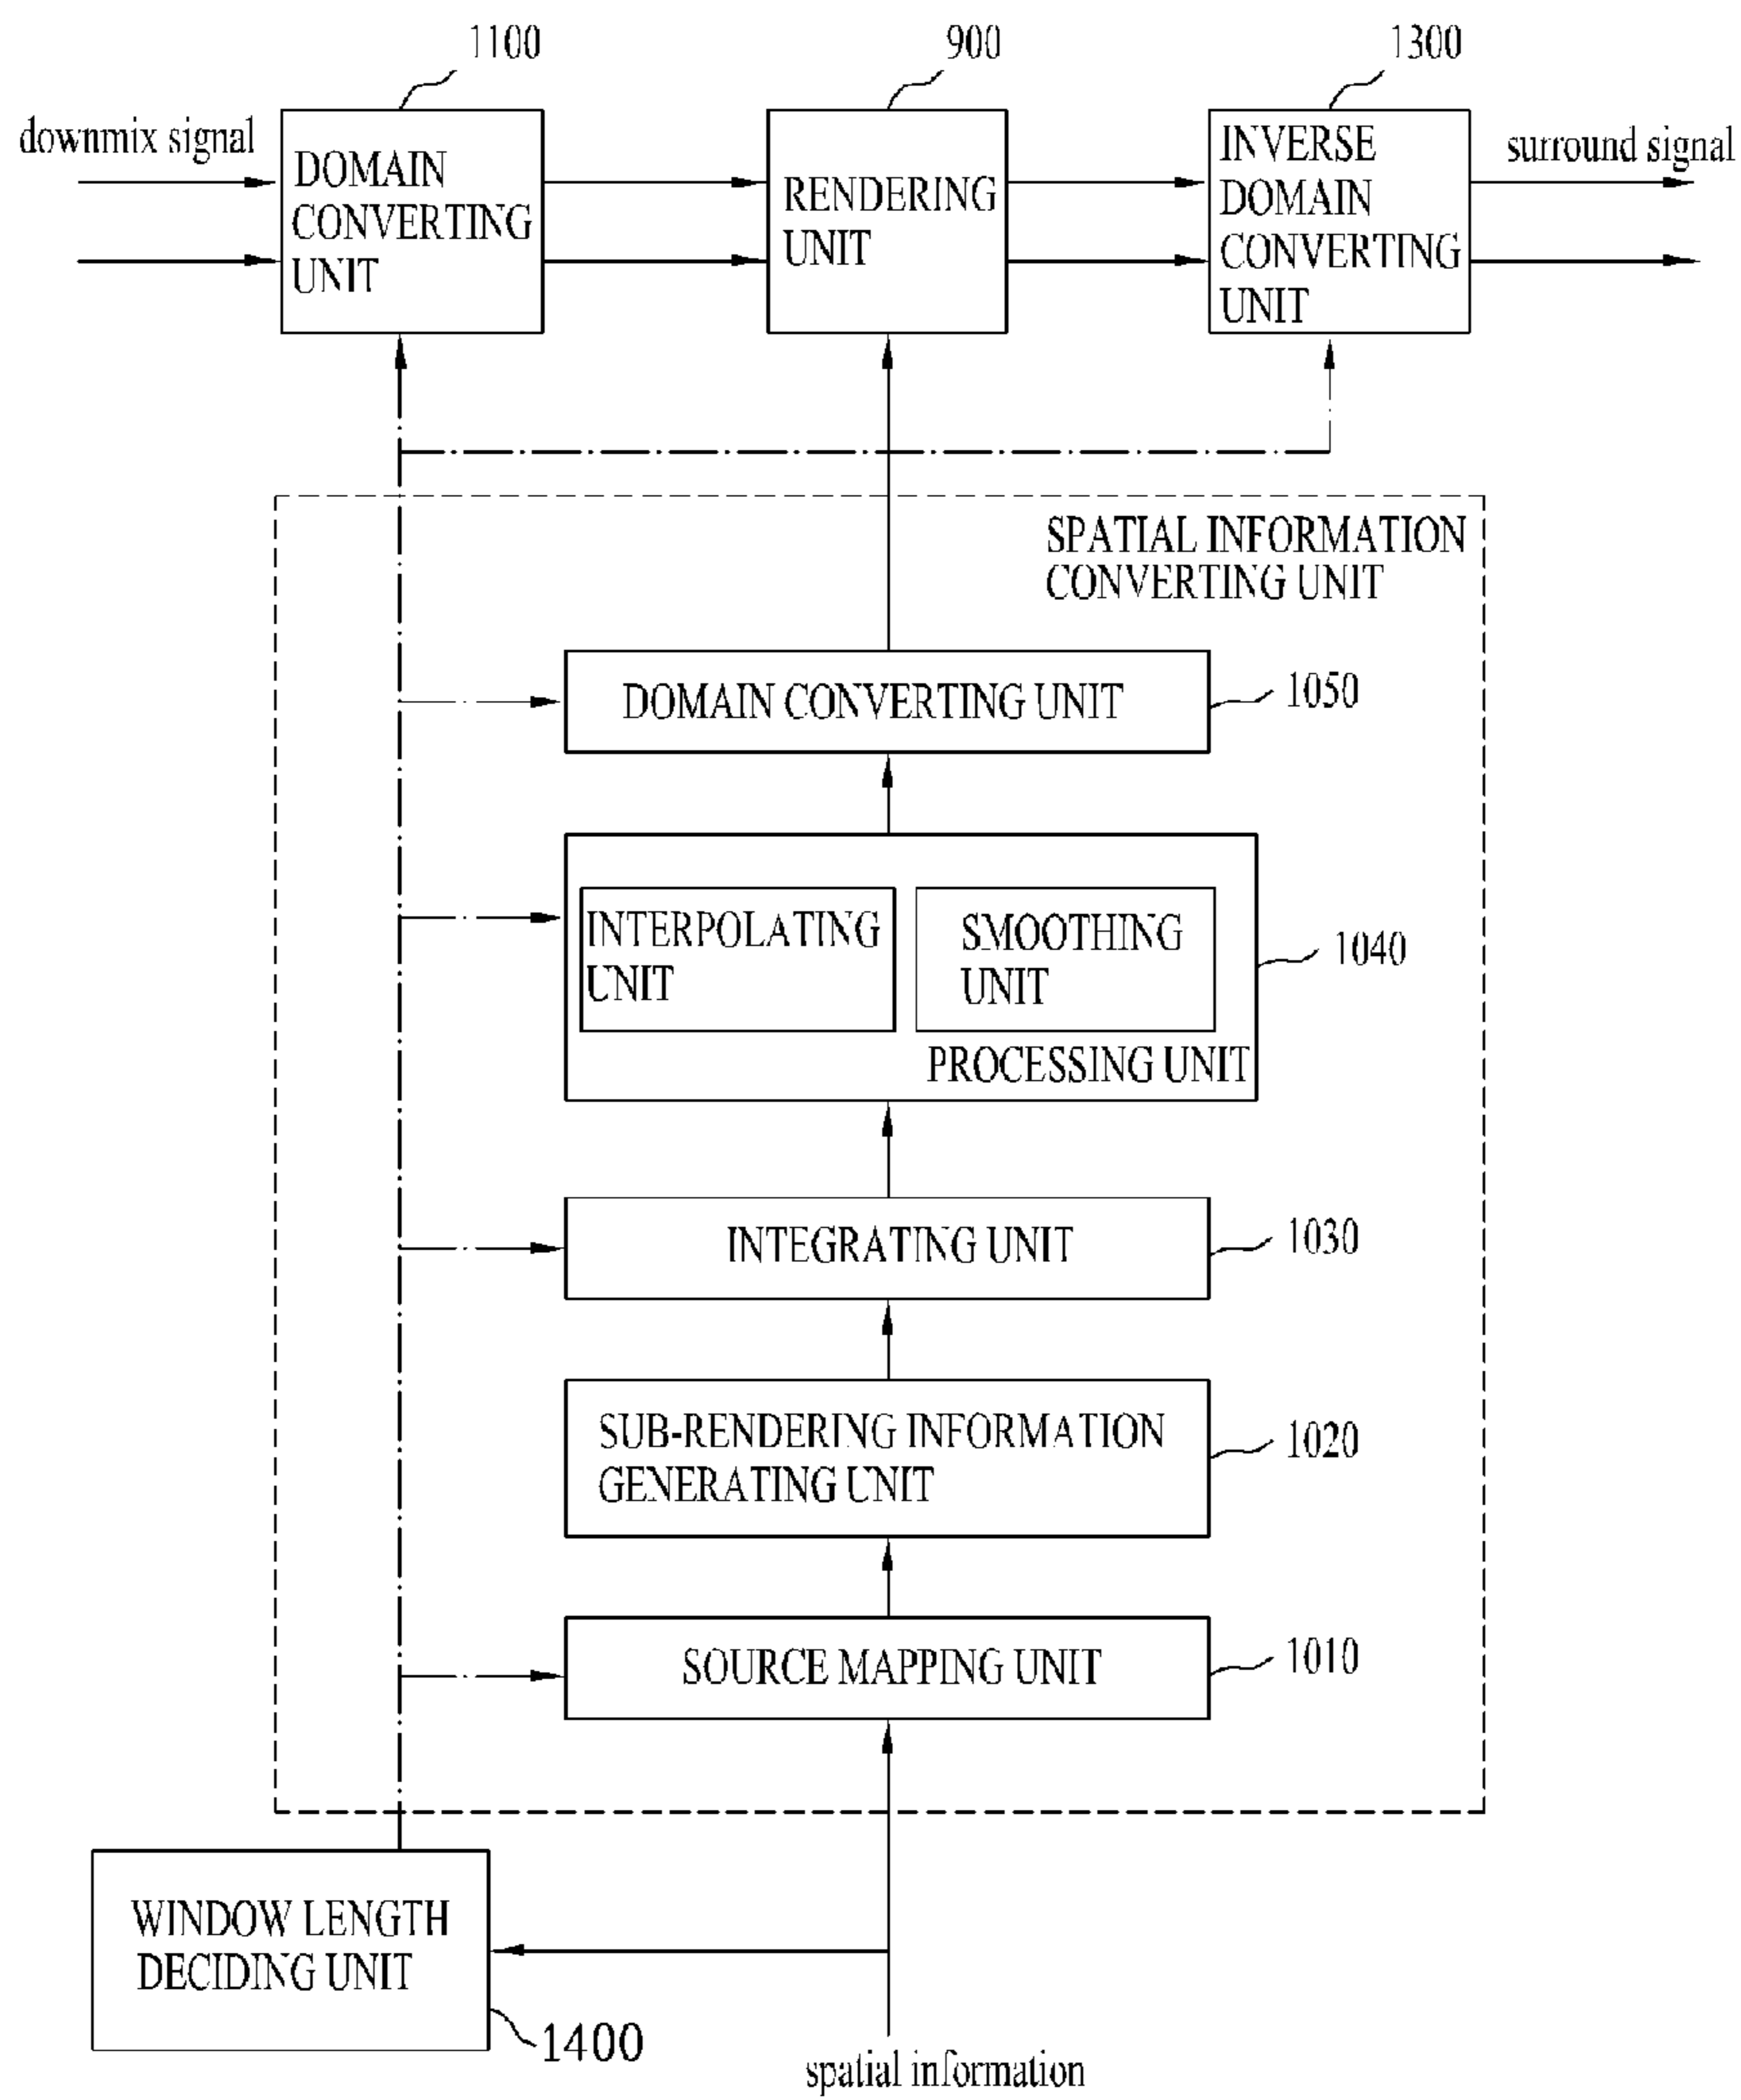 1100
900
1300
downmix signal
DOMAIN
CONVERTING
UNIT
RENDERING
UNIT
INVERSE
DOMAIN
CONVERTING
UNIT
surround signal
SPATIAL INFORMATION
CONVERTING UNIT
DOMAIN CONVERTING UNIT
1050
INTERPOLATING
UNIT
SMOOTHING
UNIT
1040
PROCESSING UNIT
INTEGRATING UNIT
1030
SUB-RENDERING INFORMATION
GENERATING UNIT
1020
SOURCE MAPPING UNIT
1010
WINDOW LENGTH
DECIDING UNIT
1400
spatial information